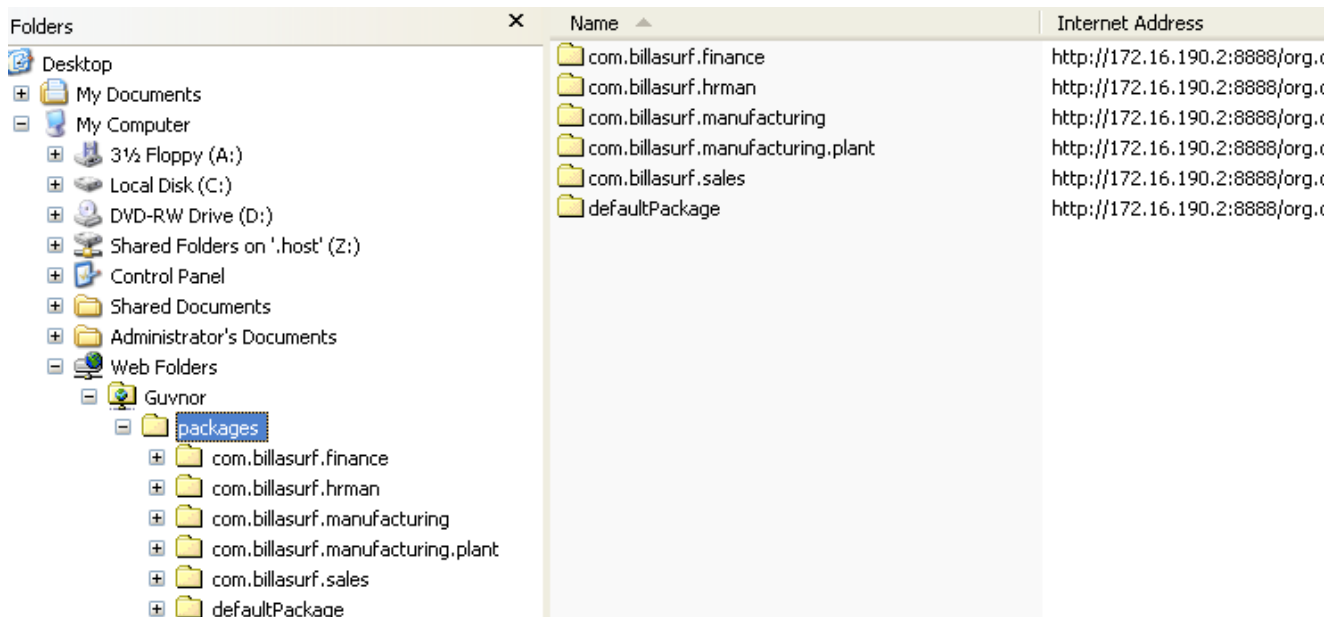 Folders
Desktop
My Documents
My Computer
3½ Floppy (A:)
Local Disk (C:)
DVD-RW Drive (D:)
Shared Folders on '.host' (Z:)
Control Panel
Shared Documents
Administrator's Documents
Web Folders
Guvnor
packages
com.billasurf.finance
com.billasurf.hrman
com.billasurf.manufacturing
com.billasurf.manufacturing.plant
com.billasurf.sales
defaultPackage
Name Internet Address
com.billasurf.finance http://172.16.190.2:8888/org.
com.billasurf.hrman http://172.16.190.2:8888/org.
com.billasurf.manufacturing http://172.16.190.2:8888/org.
com.billasurf.manufacturing.plant http://172.16.190.2:8888/org.
com.billasurf.sales http://172.16.190.2:8888/org.
defaultPackage http://172.16.190.2:8888/org.